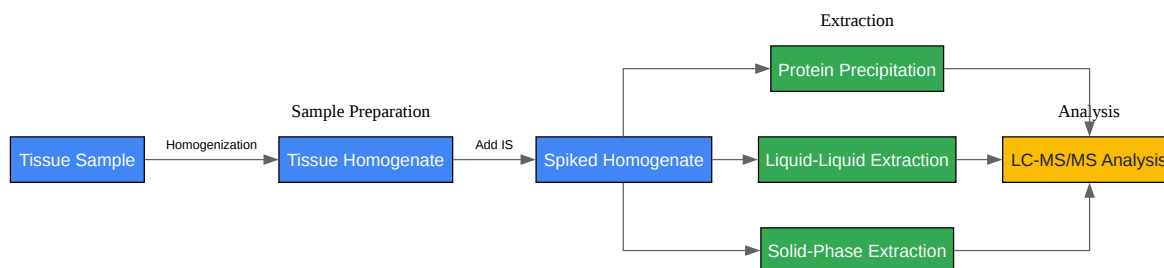 Extraction
Protein Precipitation
Sample Preparation
Analysis
Tissue Sample
Homogenization
Tissue Homogenate
Add IS
Spiked Homogenate
Liquid-Liquid Extraction
LC-MS/MS Analysis
Solid-Phase Extraction